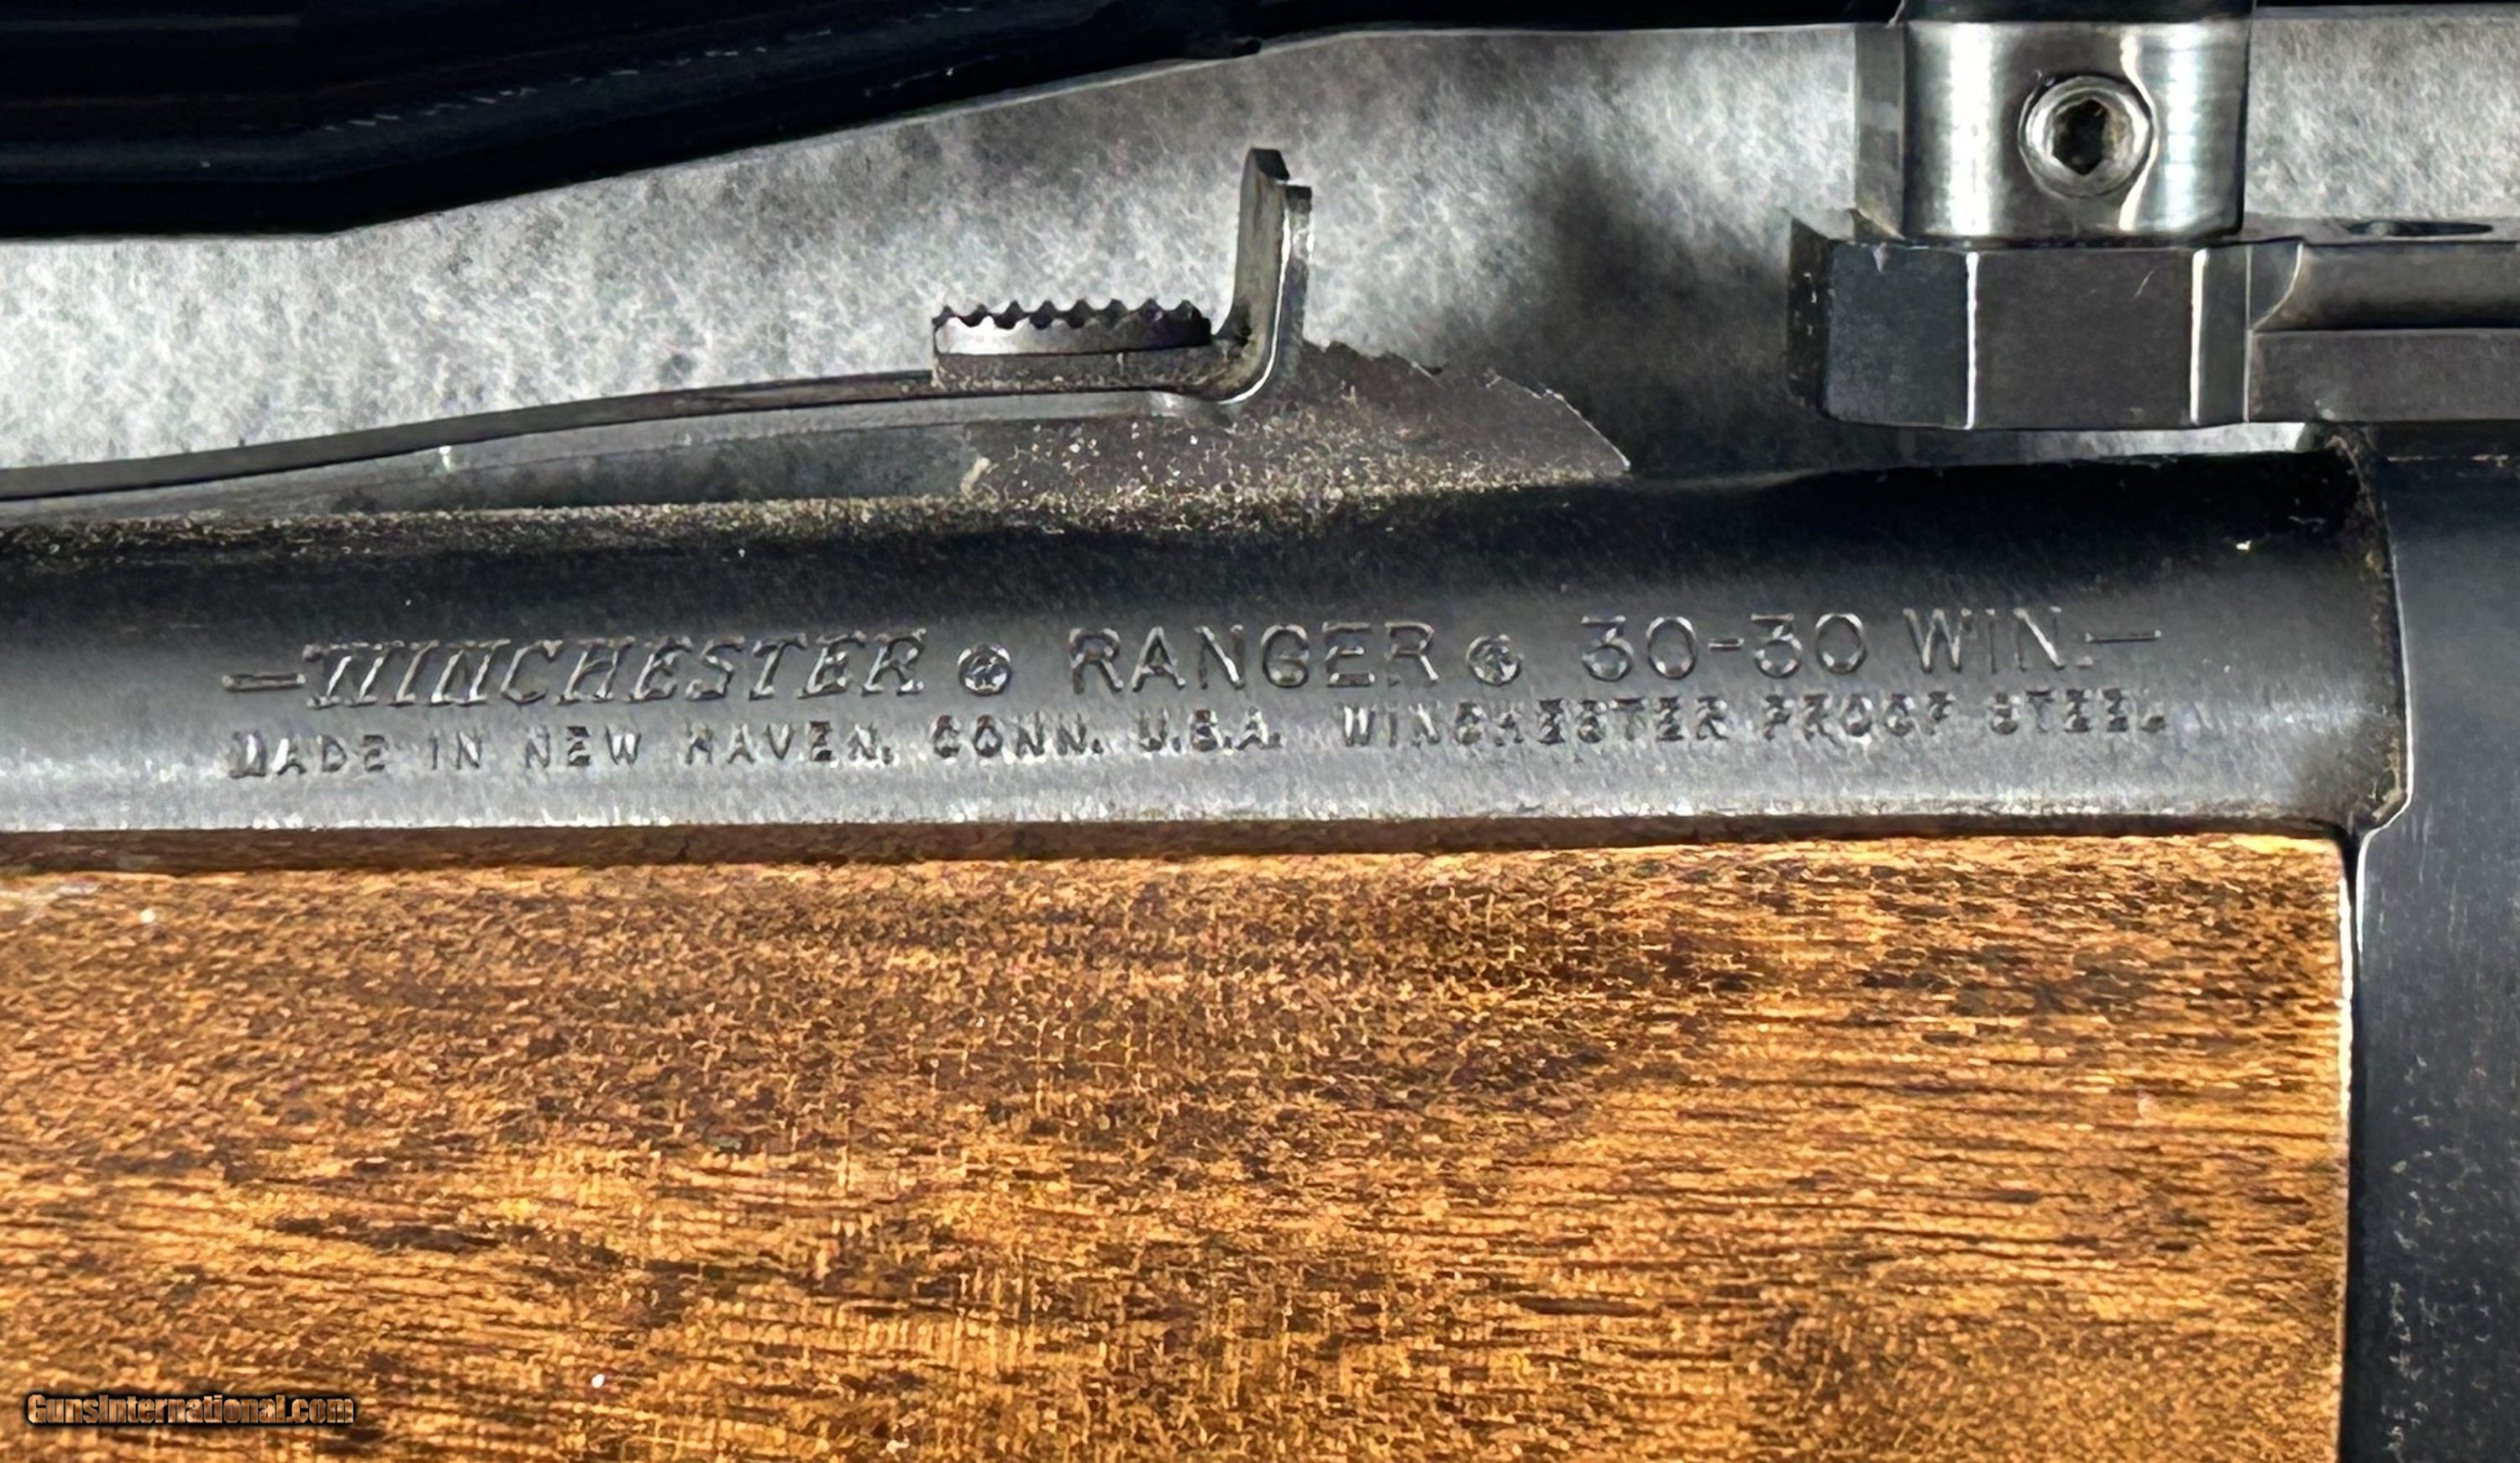 —WINCHESTER ® RANGER ® 30-30 WIN.—
MADE IN NEW HAVEN, CONN. U.S.A. WINCHESTER PROOF STEEL
GunsInternational.com